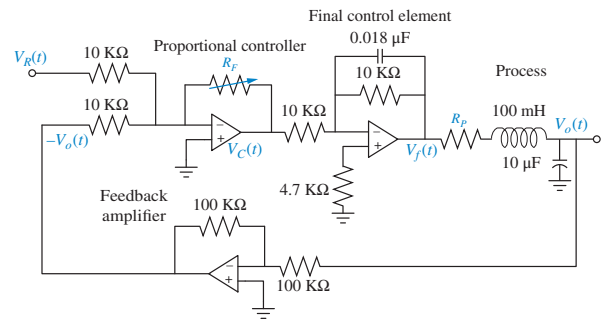 Final control element
0.018 μF
Proportional controller
V_R(t)
10 KΩ
R_F
10 KΩ
Process
10 KΩ
10 KΩ
R_P
100 mH
V_o(t)
−
+
−
+
−V_o(t)
V_C(t)
V_f(t)
10 μF
4.7 KΩ
Feedback
amplifier
100 KΩ
−
+
100 KΩ